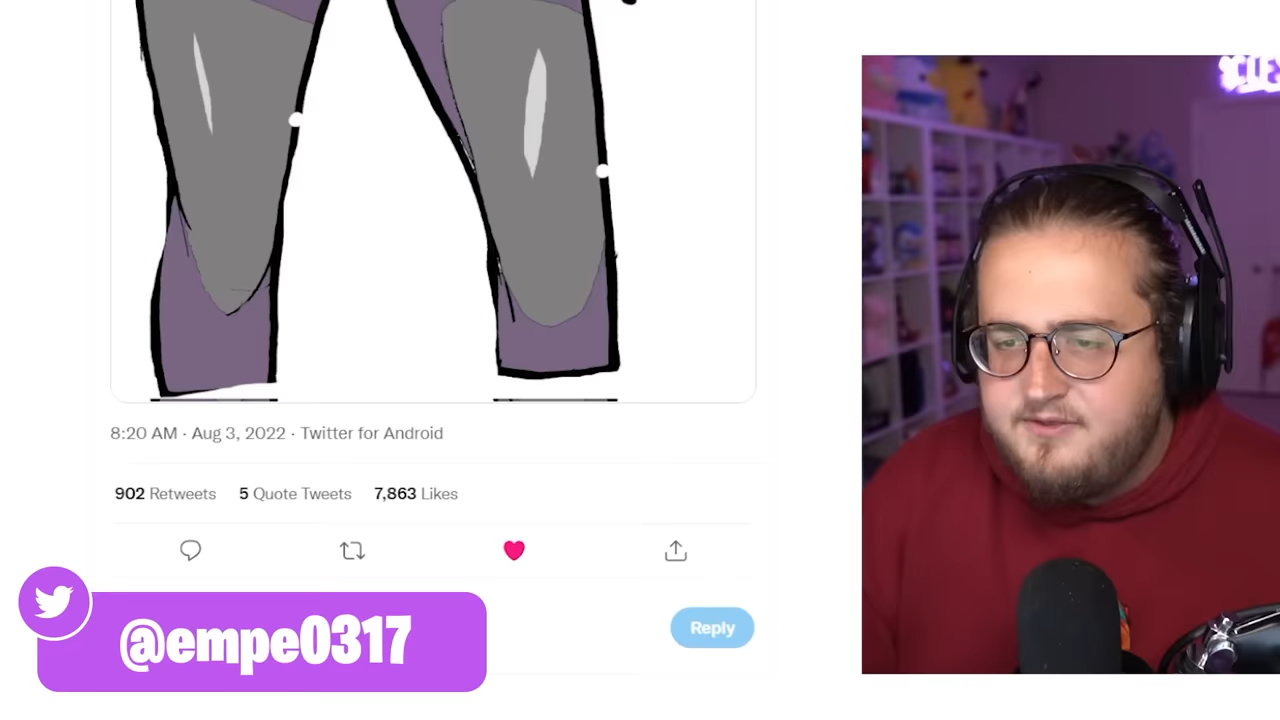 8:20 AM · Aug 3, 2022 · Twitter for Android
902 Retweets 5 Quote Tweets 7,863 Likes
Reply
@empe0317